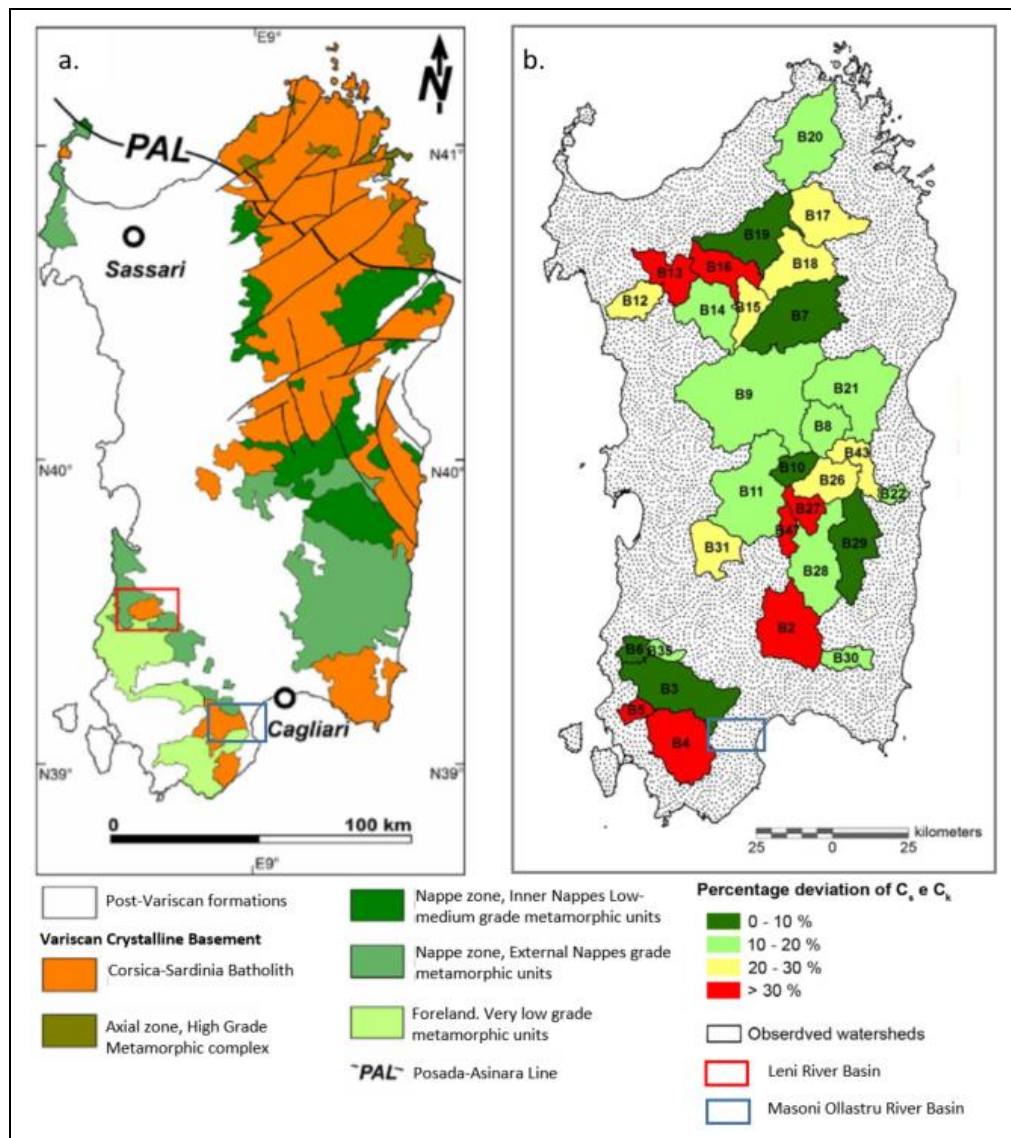 a.
E9°
N
PAL
N41°
Sassari
N40°
Cagliari
N39°
0 100 km
E9°
b.
B20
B17
B19
B18
B16
B13
B12
B15
B14
B7
B9
B21
B8
B43
B10
B26
B22
B11
B27
B47
B29
B31
B28
B2
B6
B35
B30
B3
B5
B4
N40
N39
kilometers
25 0 25
Post-Variscan formations
Variscan Crystalline Basement
Corsica-Sardinia Batholith
Axial zone, High Grade
Metamorphic complex
Nappe zone, Inner Nappes Low-
medium grade metamorphic units
Nappe zone, External Nappes grade
metamorphic units
Foreland. Very low grade
metamorphic units
PAL Posada-Asinara Line
Percentage deviation of Cs e Ck
0 - 10 %
10 - 20 %
20 - 30 %
> 30 %
Obserdved watersheds
Leni River Basin
Masoni Ollastru River Basin